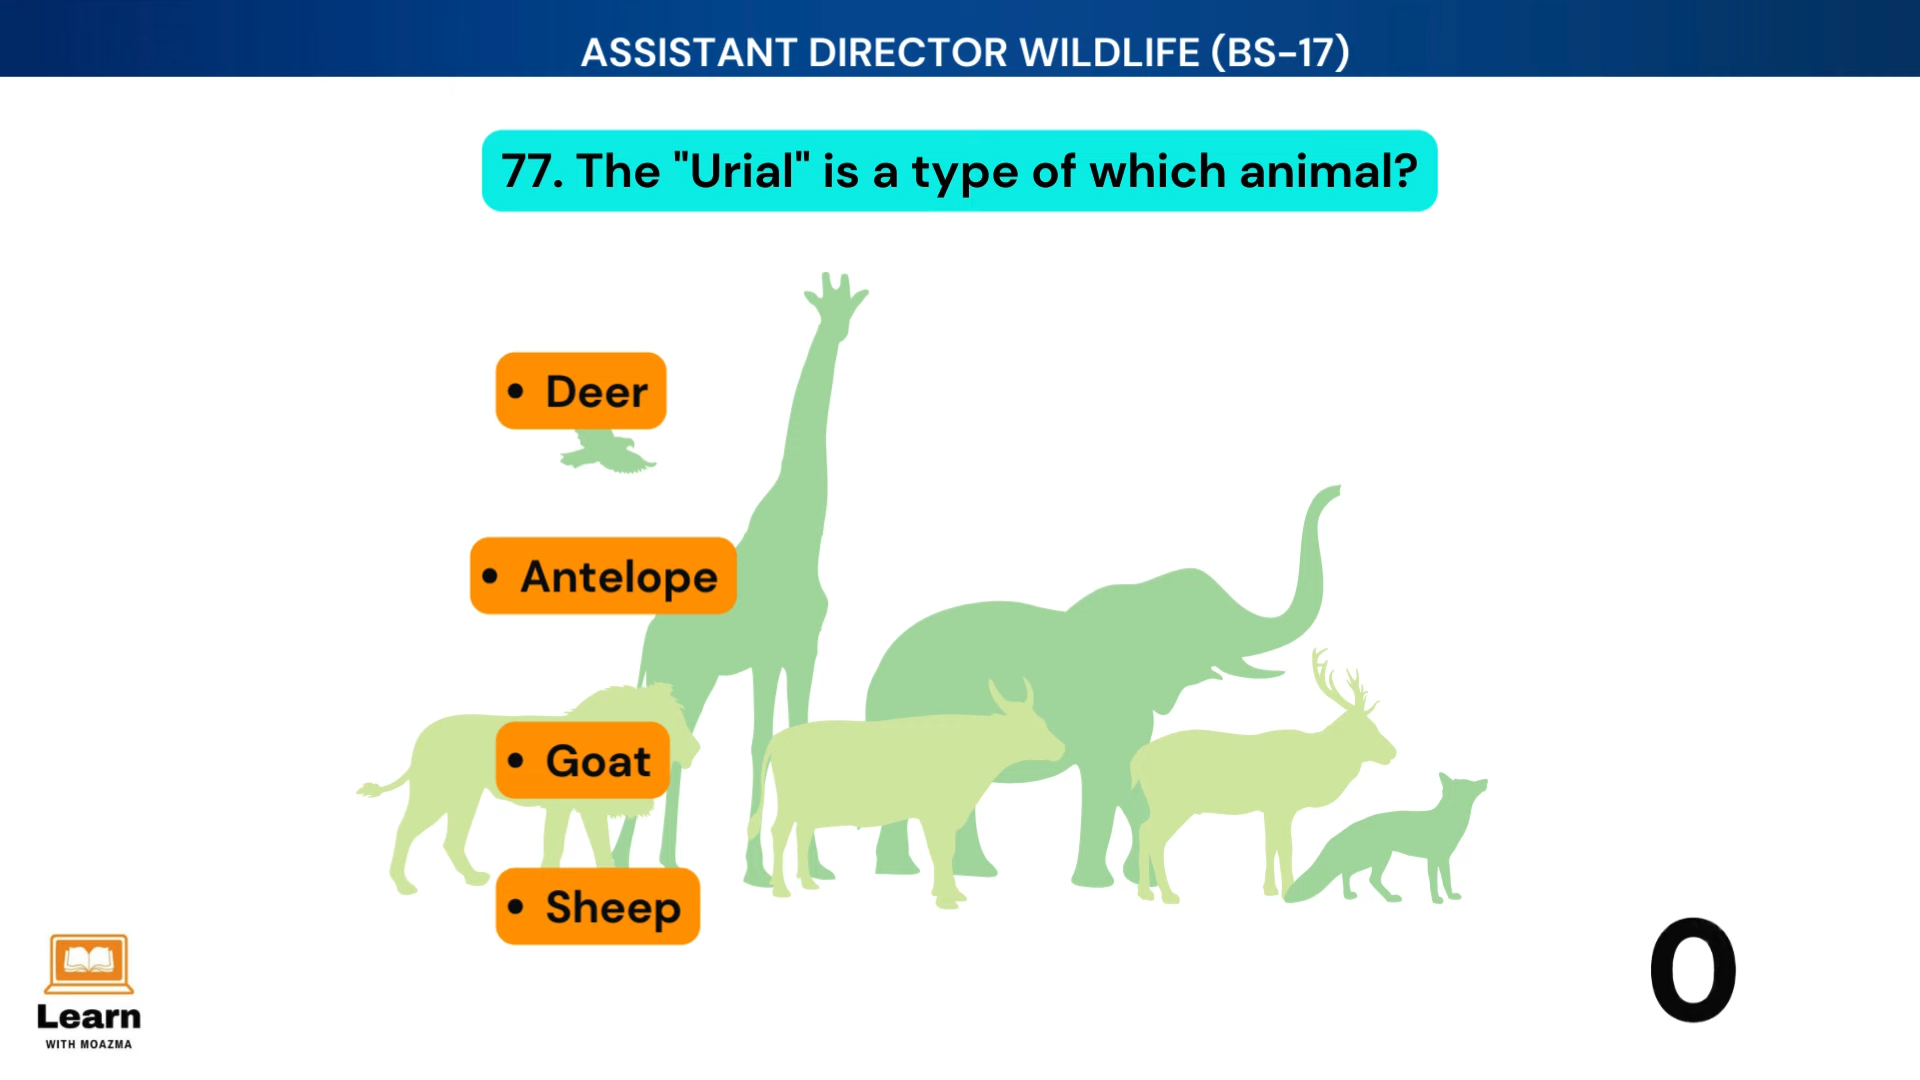 ASSISTANT DIRECTOR WILDLIFE (BS-17)
77. The "Urial" is a type of which animal?
• Deer
• Antelope
• Goat
• Sheep
Learn
WITH MOAZMA
0